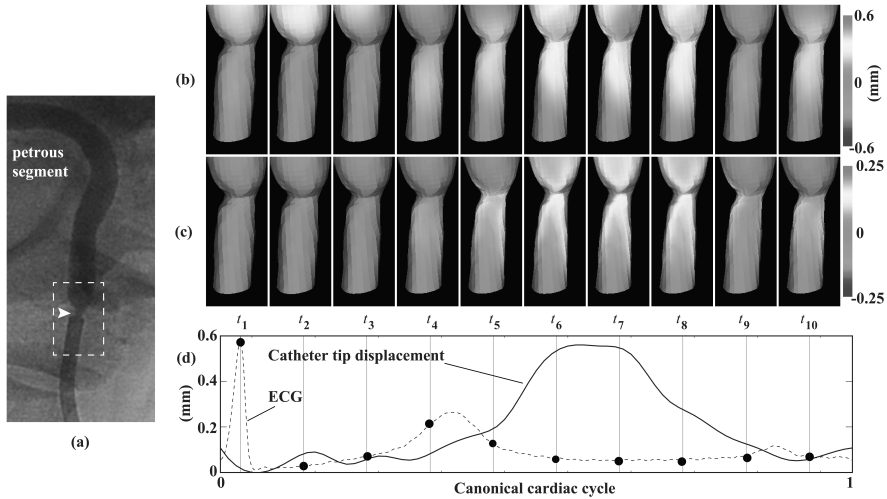 petrous
segment
(a)
(b)
0.6
0
(mm)
-0.6
(c)
0.25
0
(mm)
-0.25
t1 t2 t3 t4 t5 t6 t7 t8 t9 t10
(d)
0.6
0.4
0.2
0
(mm)
Catheter tip displacement
ECG
0 1
Canonical cardiac cycle